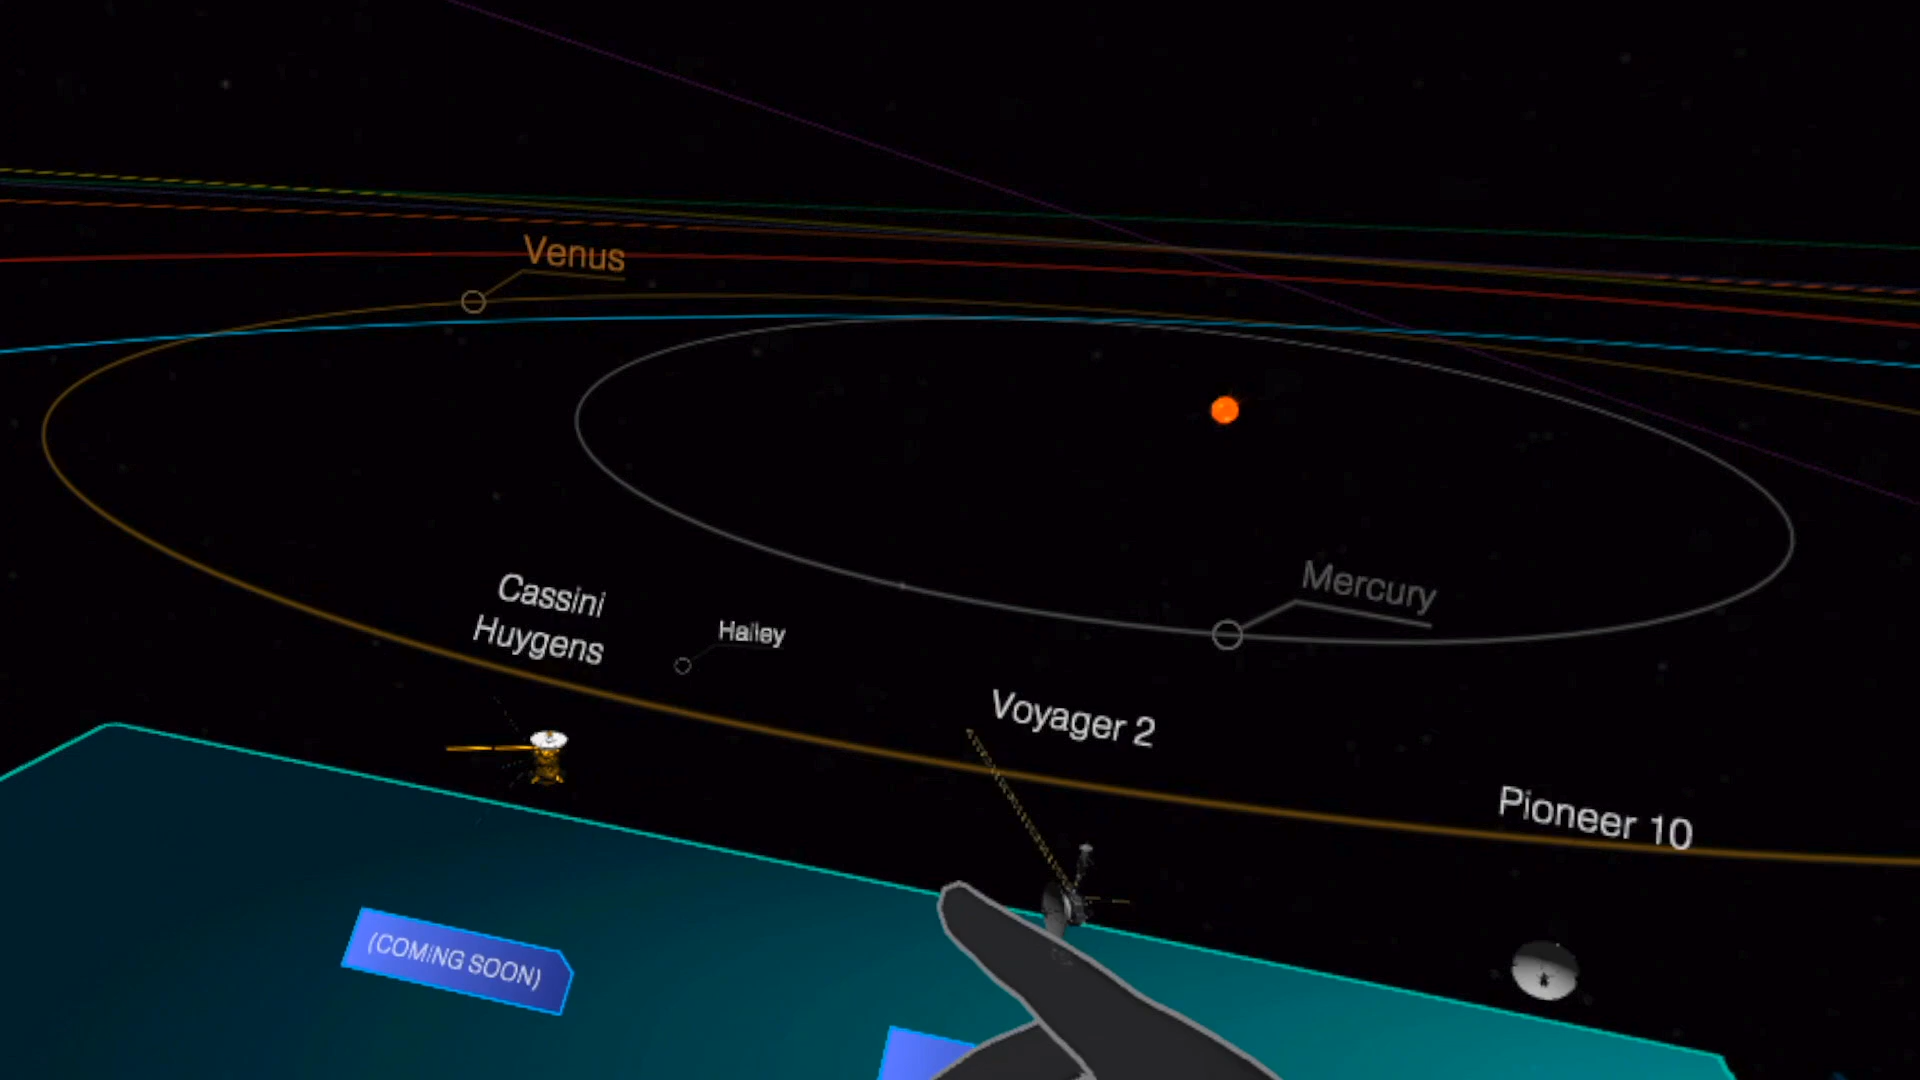 Venus
Mercury
Cassini
Huygens
Halley
Voyager 2
Pioneer 10
(COMING SOON)